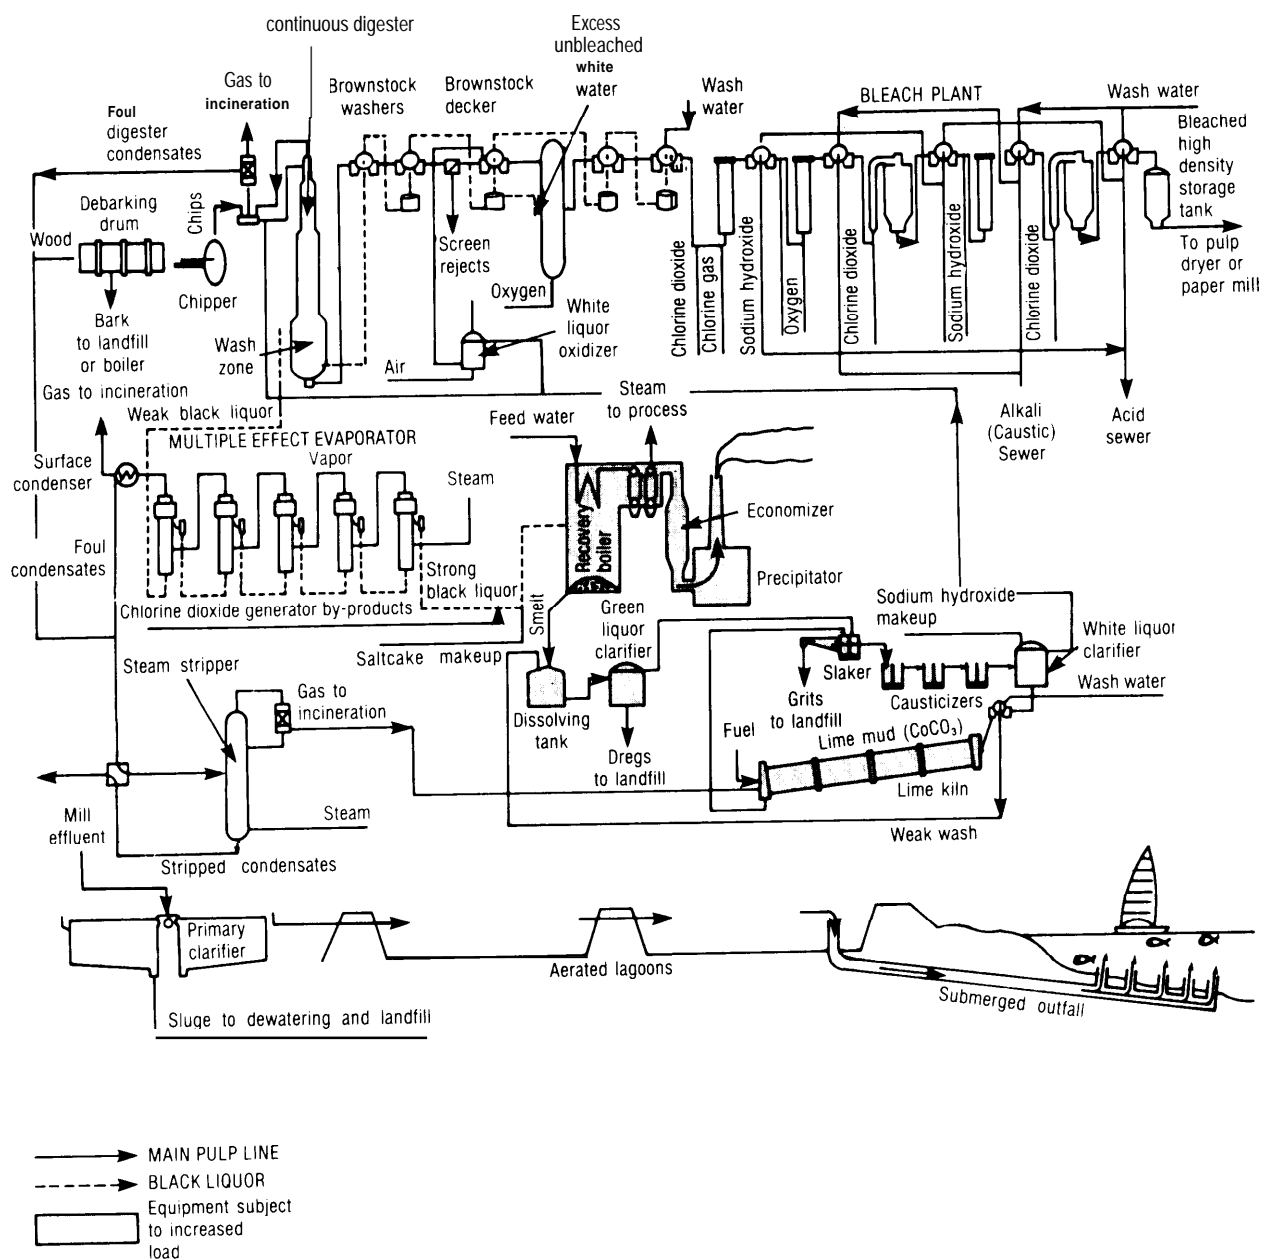 continuous digester
Excess
unbleached
white
water
Gas to
incineration
Brownstock
washers
Brownstock
decker
Wash
water
BLEACH PLANT
Wash water
Foul
digester
condensates
Bleached
high
density
storage
tank
Debarking
drum
Chips
Wood
Chipper
Screen
rejects
Oxygen
To pulp
dryer or
paper mill
Chlorine dioxide
Chlorine gas
Sodium hydroxide
Oxygen
Chlorine dioxide
Sodium hydroxide
Chlorine dioxide
Bark
to landfill
or boiler
Wash
zone
White
liquor
oxidizer
Air
Gas to incineration
Weak black liquor
Steam
to process
Feed water
Alkali
(Caustic)
Sewer
Acid
sewer
MULTIPLE EFFECT EVAPORATOR
Vapor
Surface
condenser
Steam
Recovery
boiler
Economizer
Foul
condensates
Strong
black liquor
Precipitator
Chlorine dioxide generator by-products
Smelt
Green
liquor
clarifier
Sodium hydroxide
makeup
White liquor
clarifier
Saltcake makeup
Steam stripper
Slaker
Gas to
incineration
Grits
to landfill
Causticizers
Wash water
Dissolving
tank
Fuel
Lime mud (CoCO3)
Dregs
to landfill
Lime kiln
Mill
effluent
Steam
Weak wash
Stripped condensates
Primary
clarifier
Aerated lagoons
Submerged outfall
Sluge to dewatering and landfill
MAIN PULP LINE
BLACK LIQUOR
Equipment subject
to increased
load